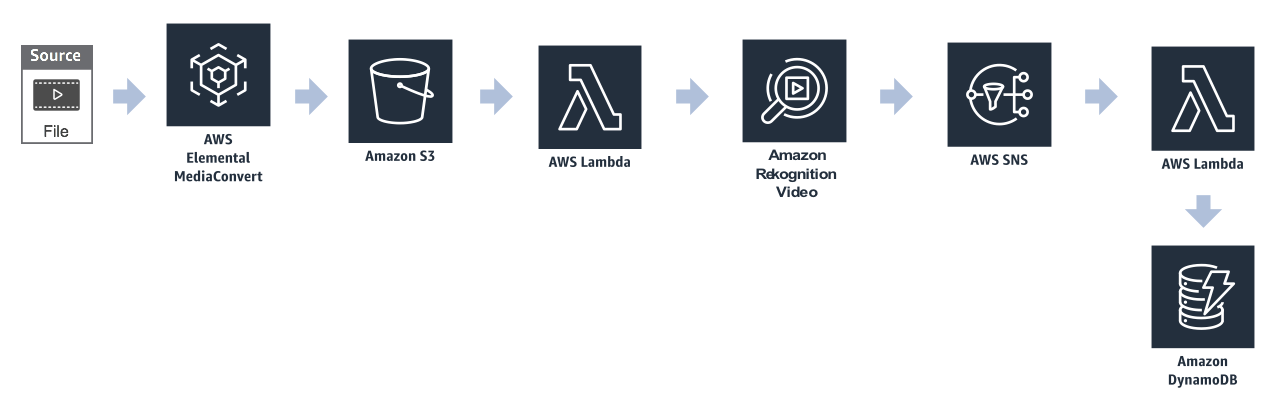 Source
File
AWS
Elemental
MediaConvert
Amazon S3
AWS Lambda
Amazon
Rekognition
Video
AWS SNS
AWS Lambda
Amazon
DynamoDB